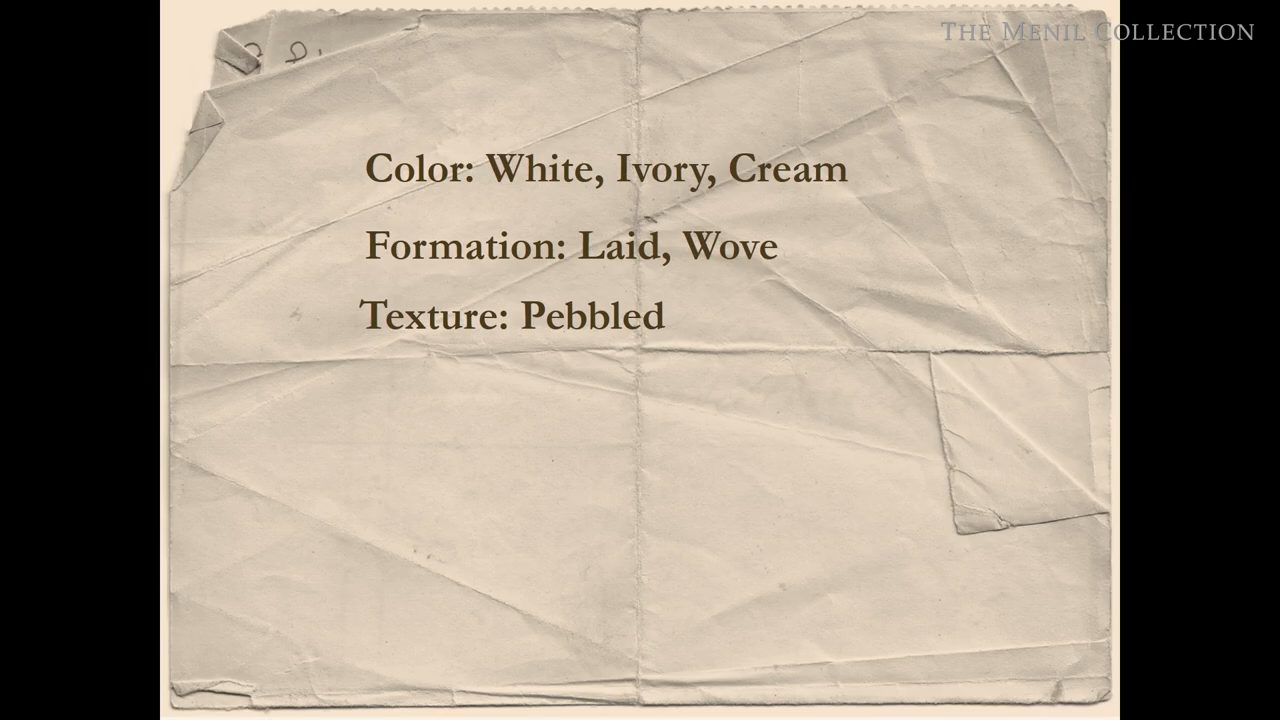 THE MENIL COLLECTION
Color: White, Ivory, Cream
Formation: Laid, Wove
Texture: Pebbled